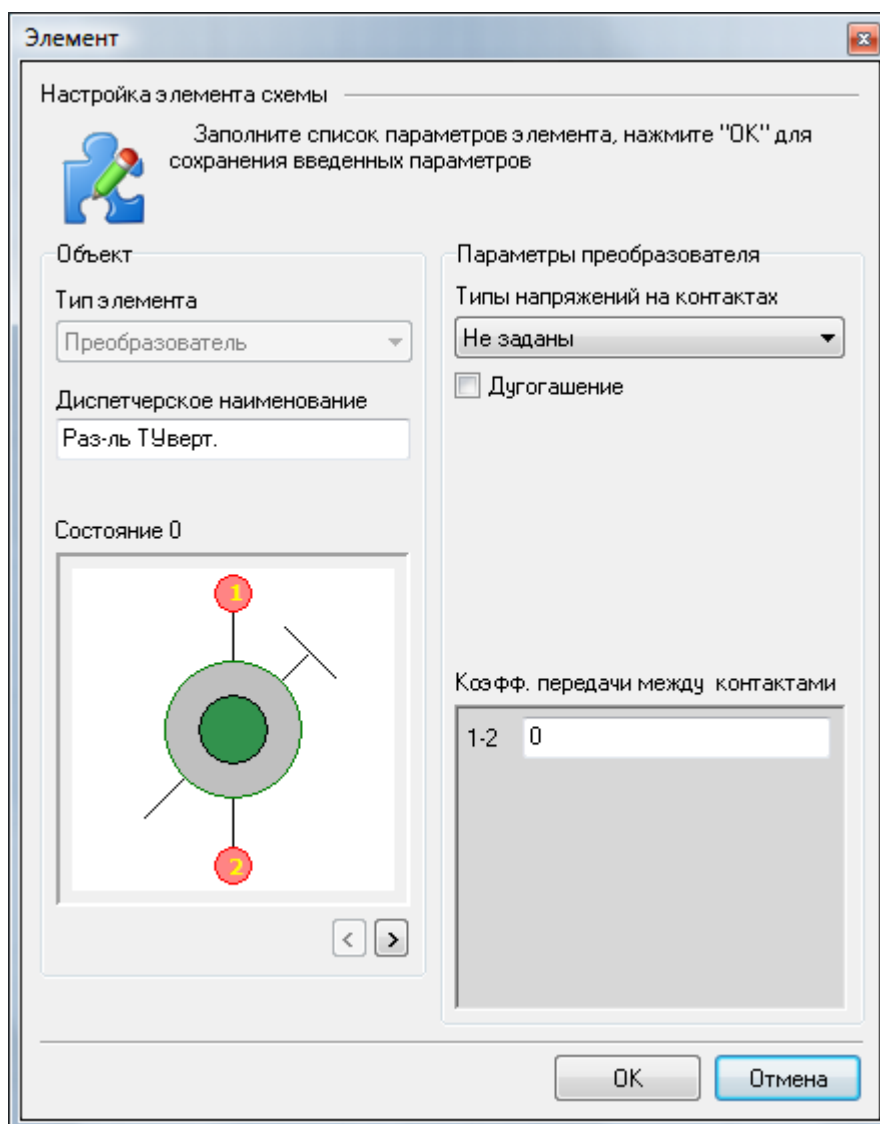 Элемент
Настройка элемента схемы
Заполните список параметров элемента, нажмите "OK" для
сохранения введенных параметров
Объект
Тип элемента
Преобразователь
Диспетчерское наименование
Раз-ль ТУверт.
Состояние 0
1
2
<
>
Параметры преобразователя
Типы напряжений на контактах
Не заданы
Дугогашение
Коэфф. передачи между контактами
1-2
0
OK
Отмена